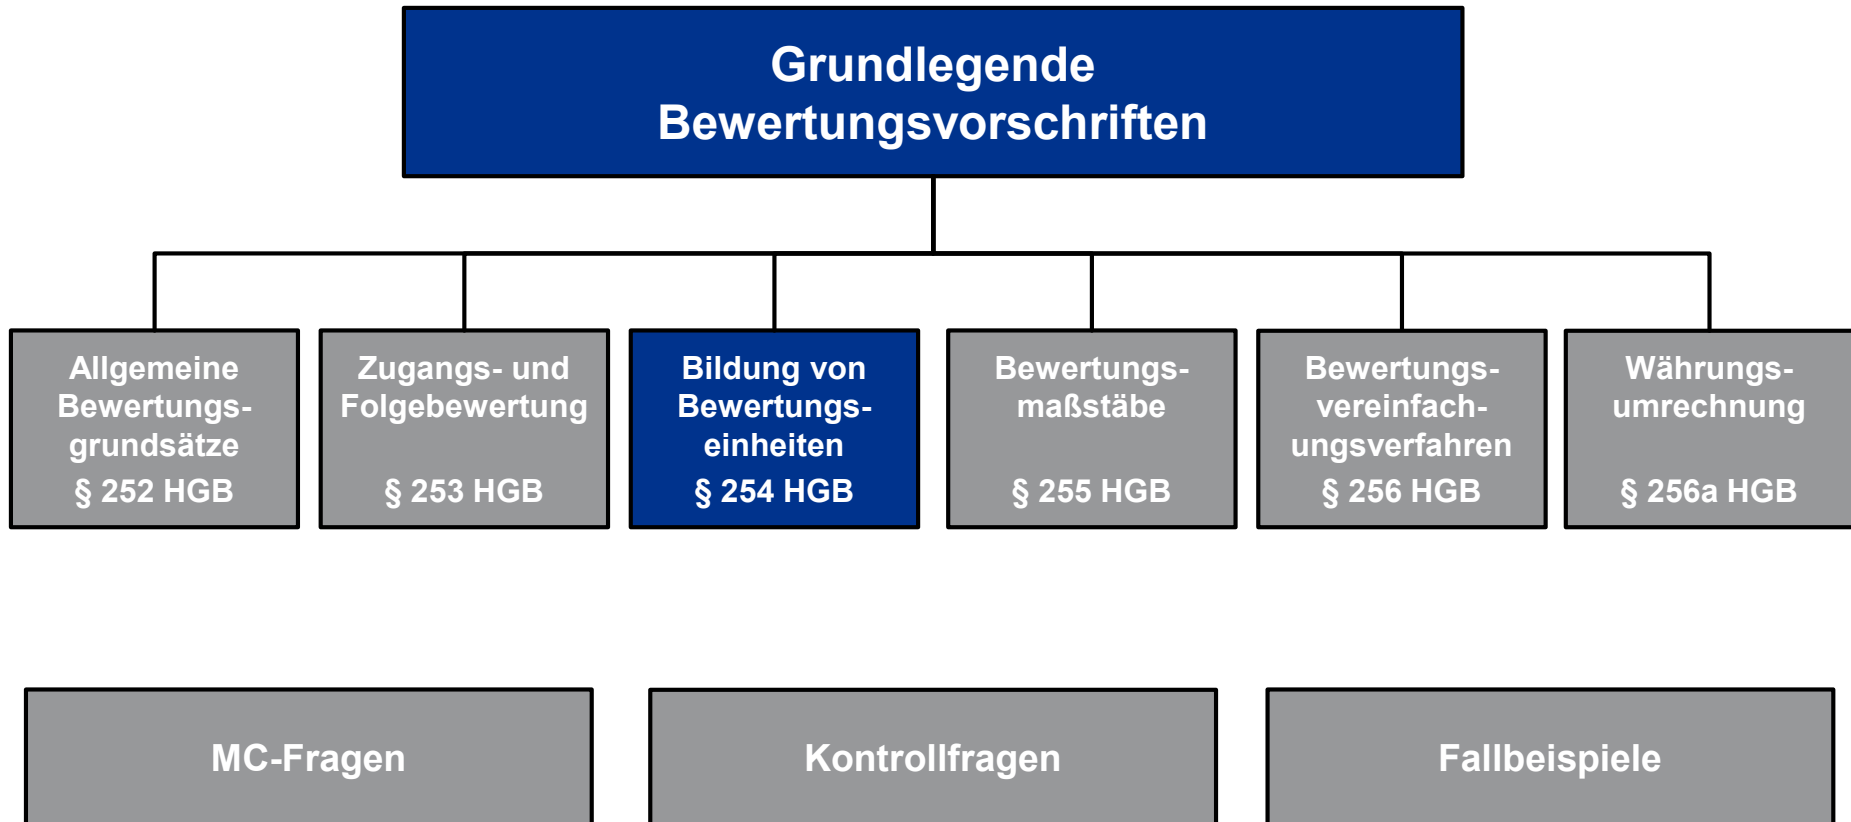 Grundlegende
Bewertungsvorschriften
Allgemeine
Bewertungs-
grundsätze
§ 252 HGB
Zugangs- und
Folgebewertung
§ 253 HGB
Bildung von
Bewertungs-
einheiten
§ 254 HGB
Bewertungs-
maßstäbe
§ 255 HGB
Bewertungs-
vereinfach-
ungsverfahren
§ 256 HGB
Währungs-
umrechnung
§ 256a HGB
MC-Fragen
Kontrollfragen
Fallbeispiele